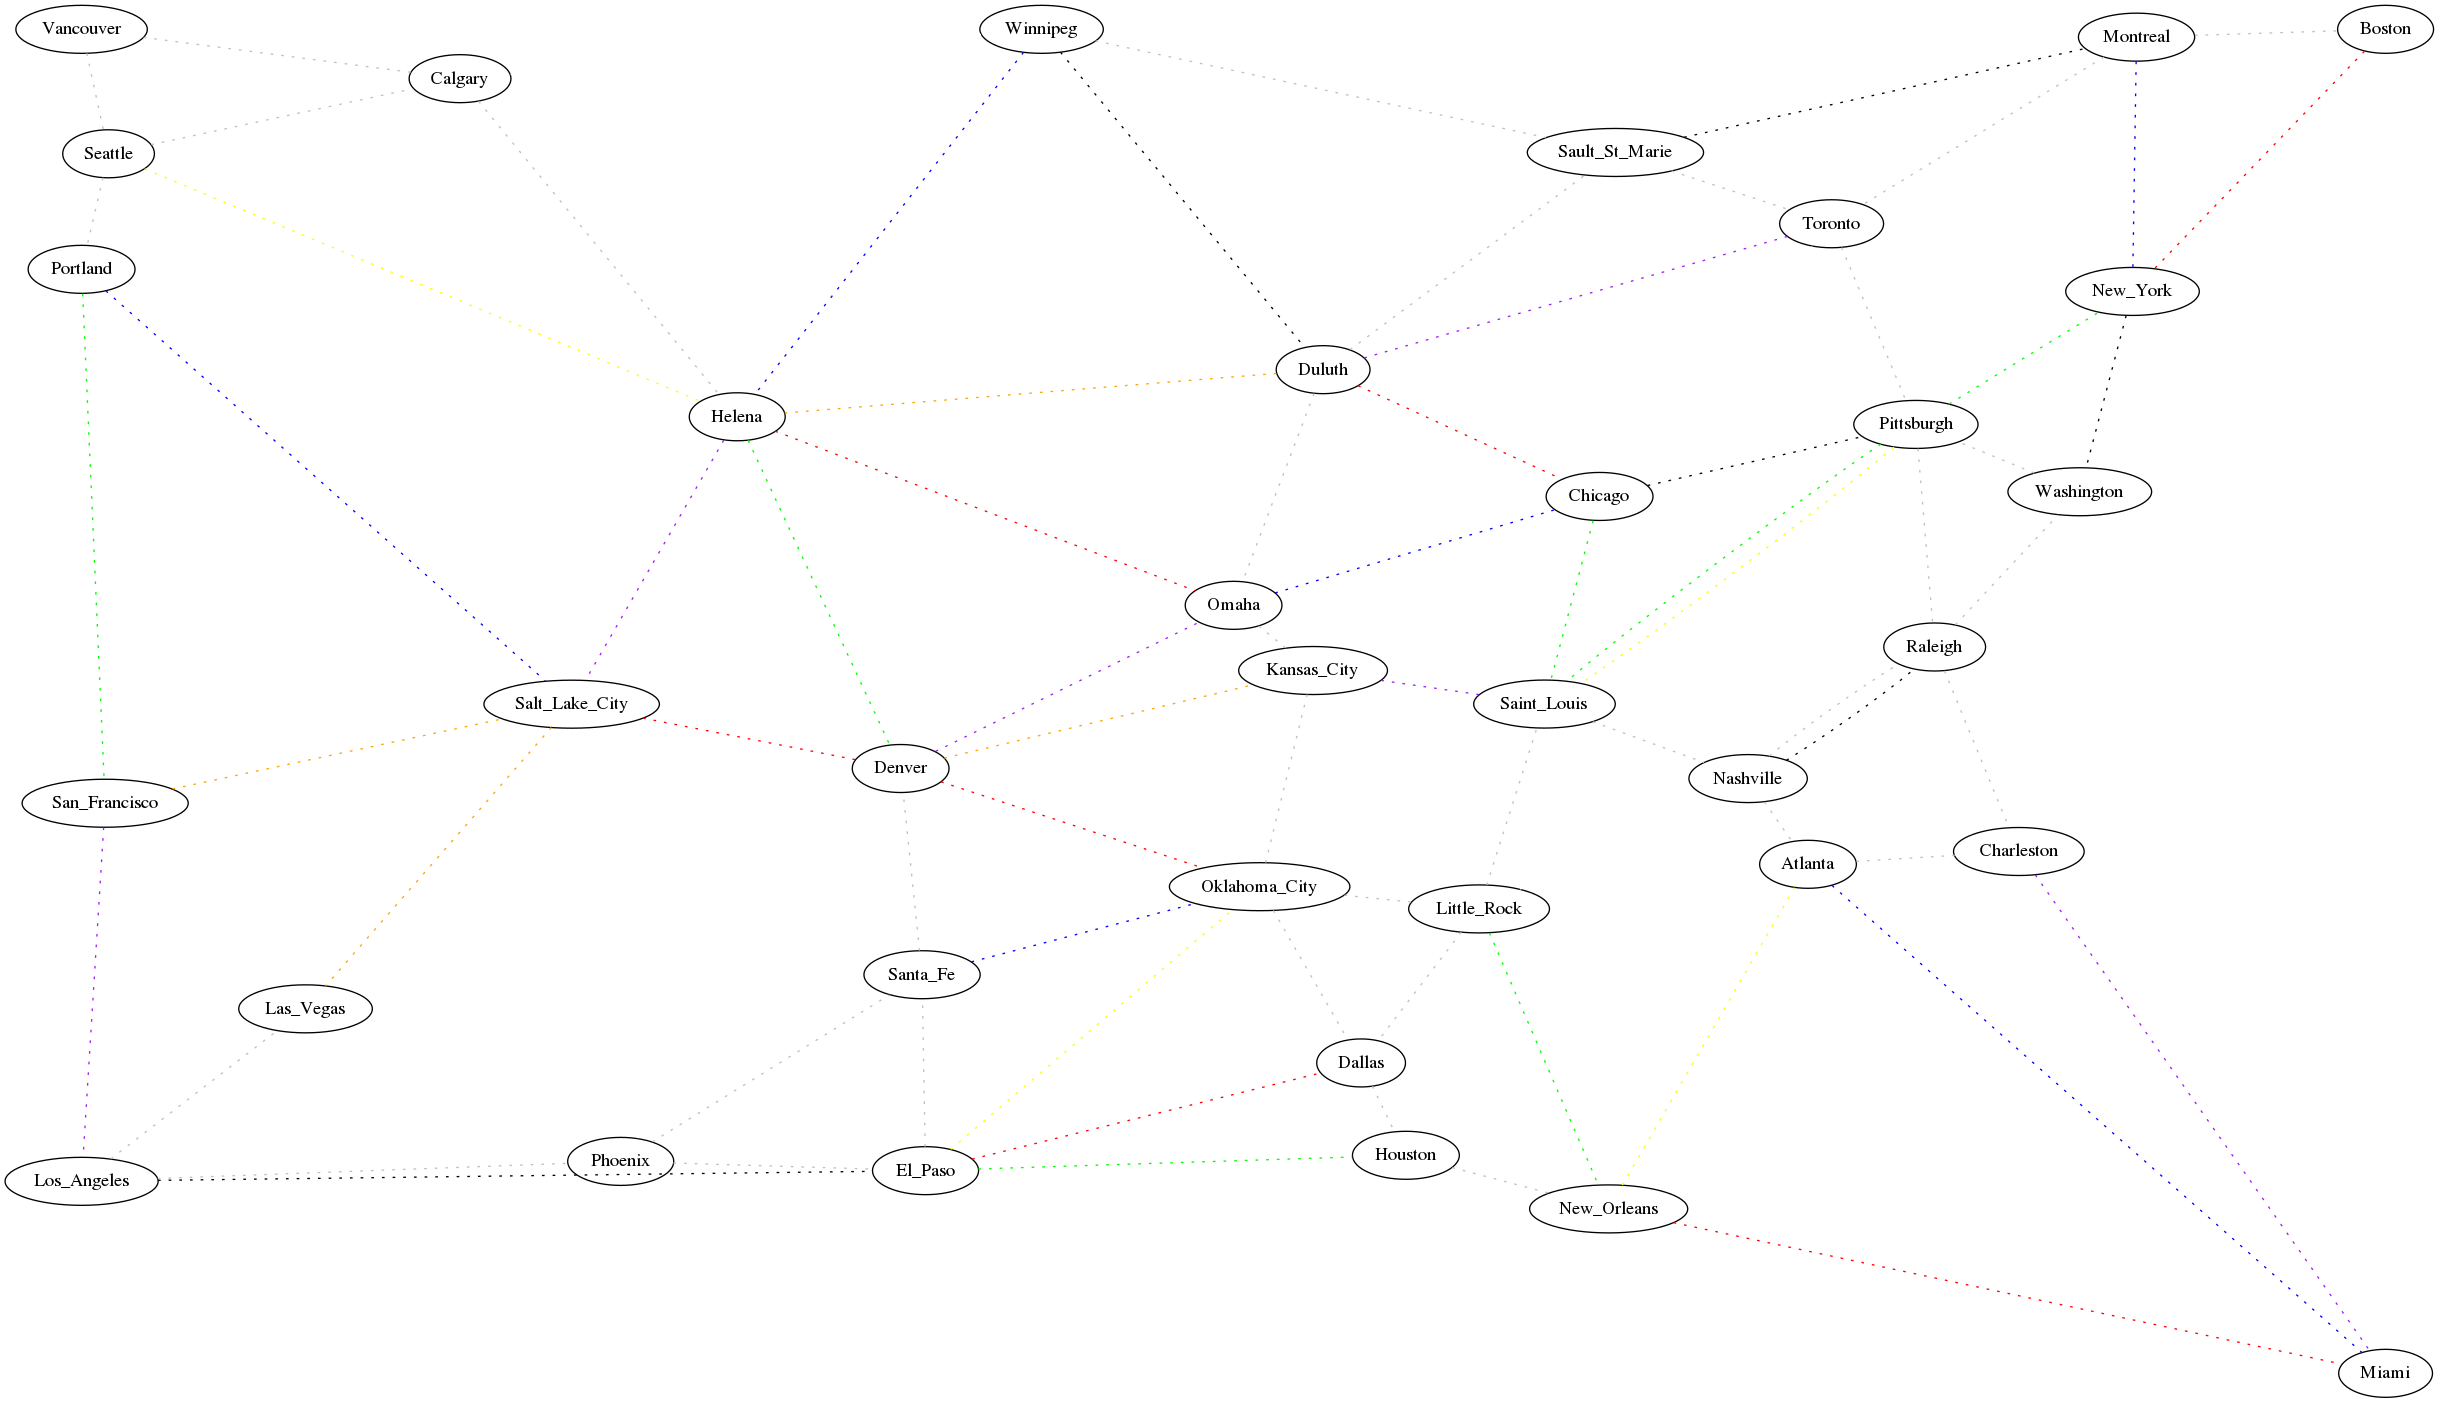 Vancouver
Winnipeg
Montreal
Boston
Calgary
Seattle
Sault_St_Marie
Toronto
Portland
New_York
Duluth
Helena
Pittsburgh
Chicago
Washington
Omaha
Raleigh
Kansas_City
Salt_Lake_City
Saint_Louis
Denver
Nashville
San_Francisco
Atlanta
Charleston
Oklahoma_City
Little_Rock
Santa_Fe
Las_Vegas
Dallas
Phoenix
Houston
El_Paso
Los_Angeles
New_Orleans
Miami